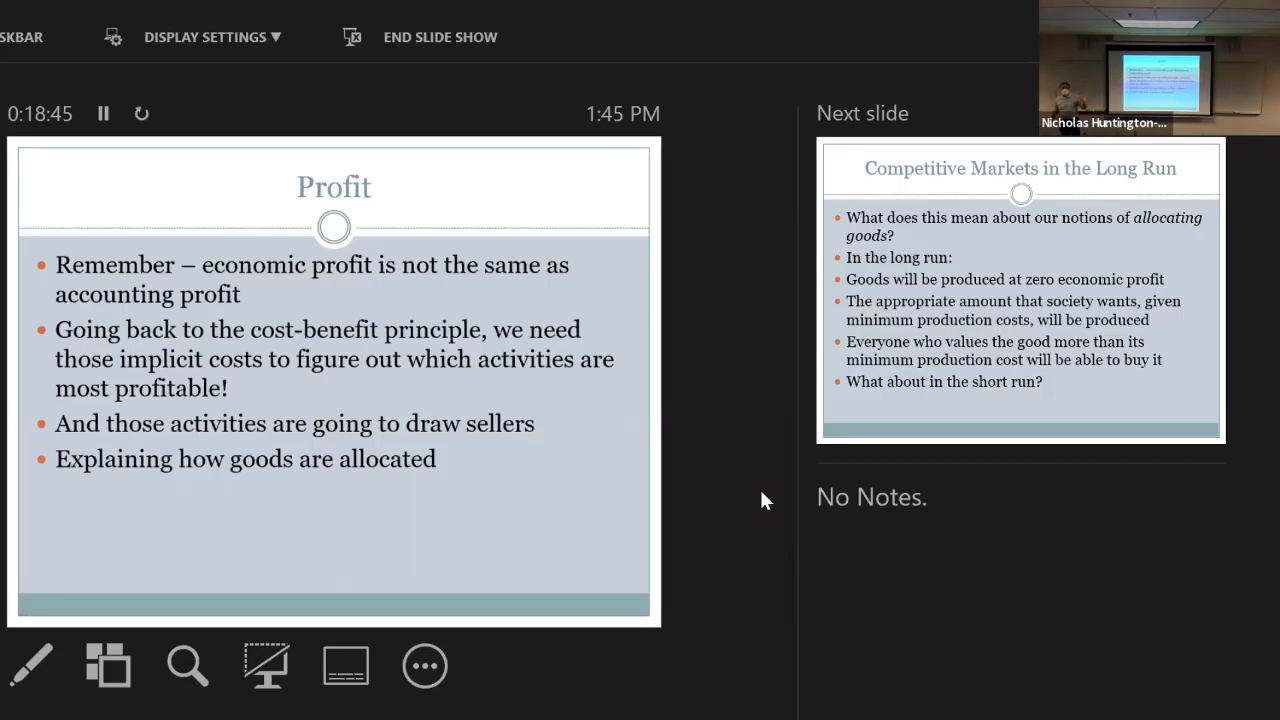 SKBAR
DISPLAY SETTINGS ▼
END SLIDE SHOW
0:18:45
1:45 PM
Next slide
Nicholas Huntington-...
Profit
• Remember – economic profit is not the same as
accounting profit
• Going back to the cost-benefit principle, we need
those implicit costs to figure out which activities are
most profitable!
• And those activities are going to draw sellers
• Explaining how goods are allocated
Competitive Markets in the Long Run
• What does this mean about our notions of allocating
goods?
• In the long run:
• Goods will be produced at zero economic profit
• The appropriate amount that society wants, given
minimum production costs, will be produced
• Everyone who values the good more than its
minimum production cost will be able to buy it
• What about in the short run?
No Notes.